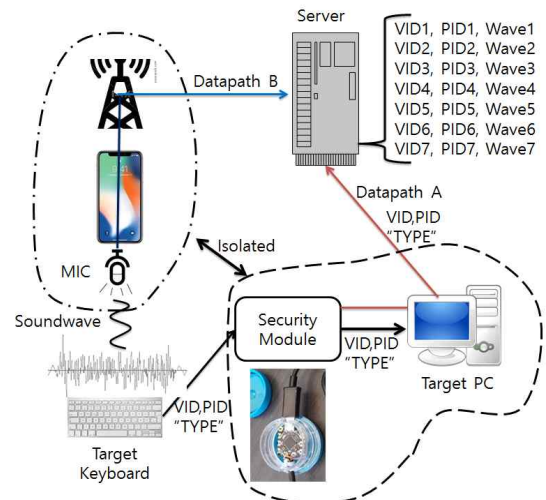 Server
VID1, PID1, Wave1
VID2, PID2, Wave2
VID3, PID3, Wave3
VID4, PID4, Wave4
VID5, PID5, Wave5
VID6, PID6, Wave6
VID7, PID7, Wave7
Datapath B
Datapath A
VID,PID
"TYPE"
Isolated
MIC
Soundwave
Security
Module
VID,PID
"TYPE"
Target PC
VID,PID
"TYPE"
Target
Keyboard